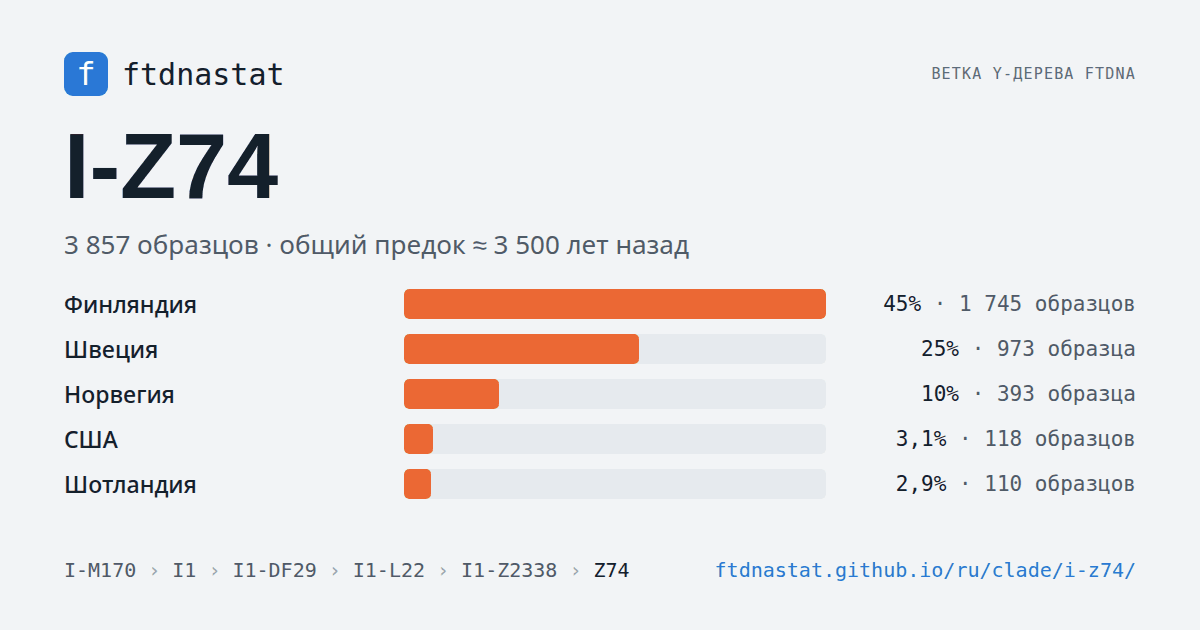 f ftdnastat
ВЕТКА Y-ДЕРЕВА FTDNA
I-Z74
3 857 образцов · общий предок ≈ 3 500 лет назад
Финляндия 45% · 1 745 образцов
Швеция 25% · 973 образца
Норвегия 10% · 393 образца
США 3,1% · 118 образцов
Шотландия 2,9% · 110 образцов
I-M170 › I1 › I1-DF29 › I1-L22 › I1-Z2338 › Z74
ftdnastat.github.io/ru/clade/i-z74/